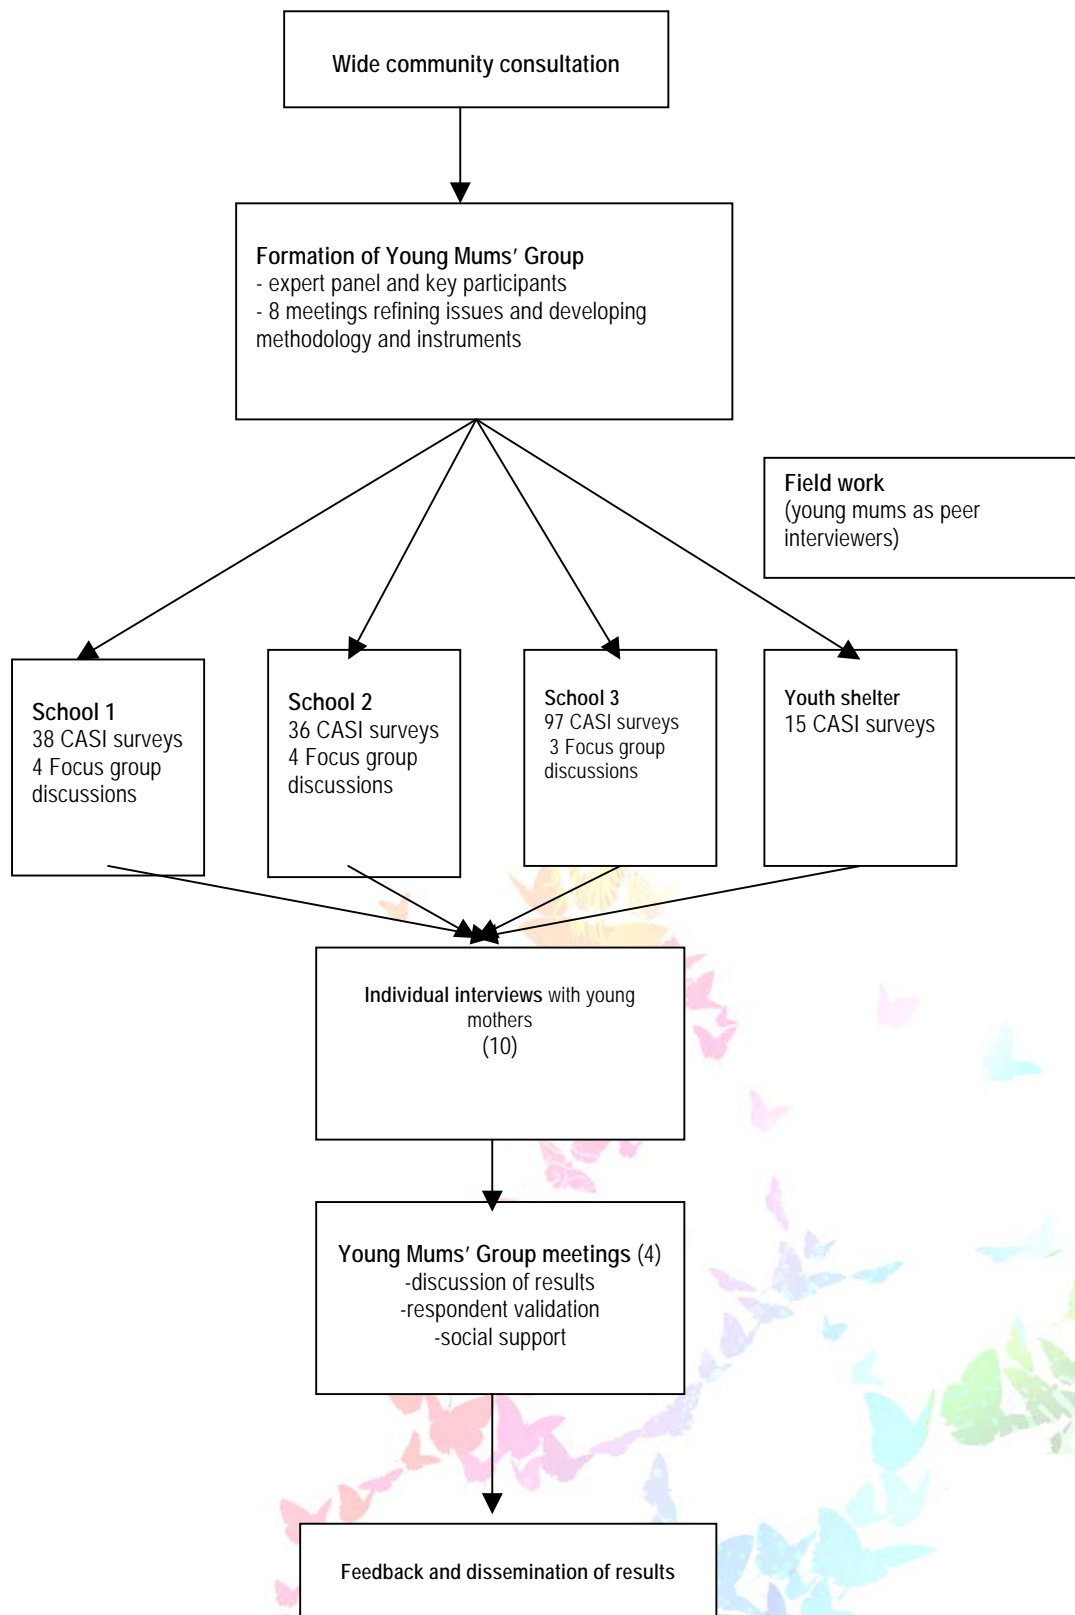 Wide community consultation
Formation of Young Mums' Group
- expert panel and key participants
- 8 meetings refining issues and developing
methodology and instruments
Field work
(young mums as peer
interviewers)
School 1
38 CASI surveys
4 Focus group
discussions
School 2
36 CASI surveys
4 Focus group
discussions
School 3
97 CASI surveys
3 Focus group
discussions
Youth shelter
15 CASI surveys
Individual interviews with young
mothers
(10)
Young Mums' Group meetings (4)
-discussion of results
-respondent validation
-social support
Feedback and dissemination of results